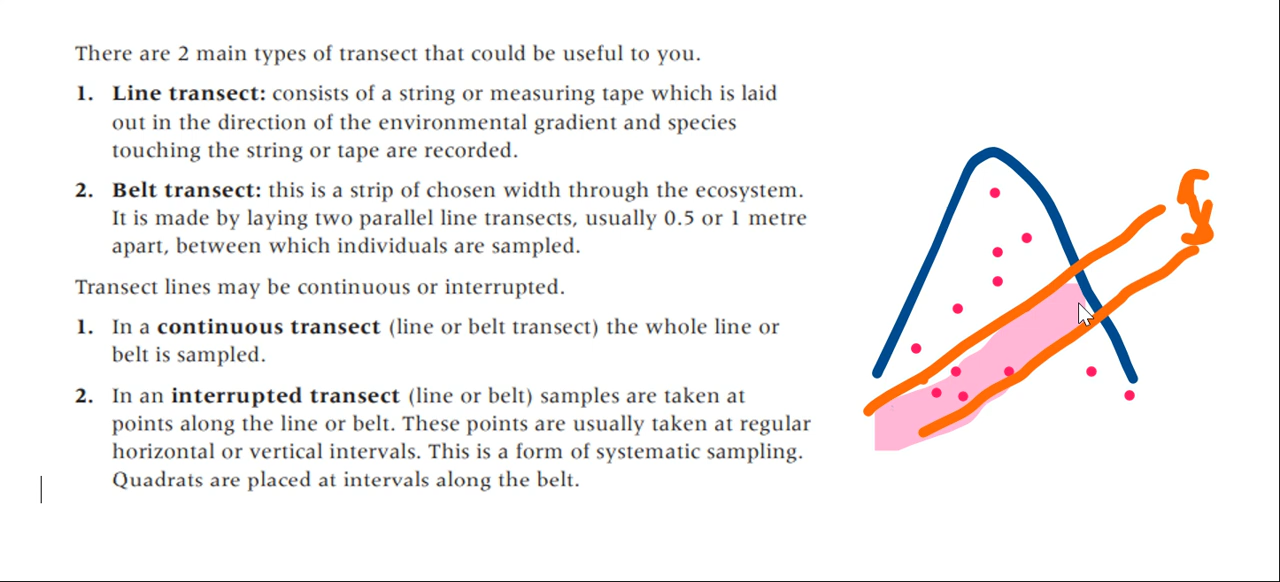 There are 2 main types of transect that could be useful to you.
1. Line transect: consists of a string or measuring tape which is laid
out in the direction of the environmental gradient and species
touching the string or tape are recorded.
2. Belt transect: this is a strip of chosen width through the ecosystem.
It is made by laying two parallel line transects, usually 0.5 or 1 metre
apart, between which individuals are sampled.
Transect lines may be continuous or interrupted.
1. In a continuous transect (line or belt transect) the whole line or
belt is sampled.
2. In an interrupted transect (line or belt) samples are taken at
points along the line or belt. These points are usually taken at regular
horizontal or vertical intervals. This is a form of systematic sampling.
Quadrats are placed at intervals along the belt.